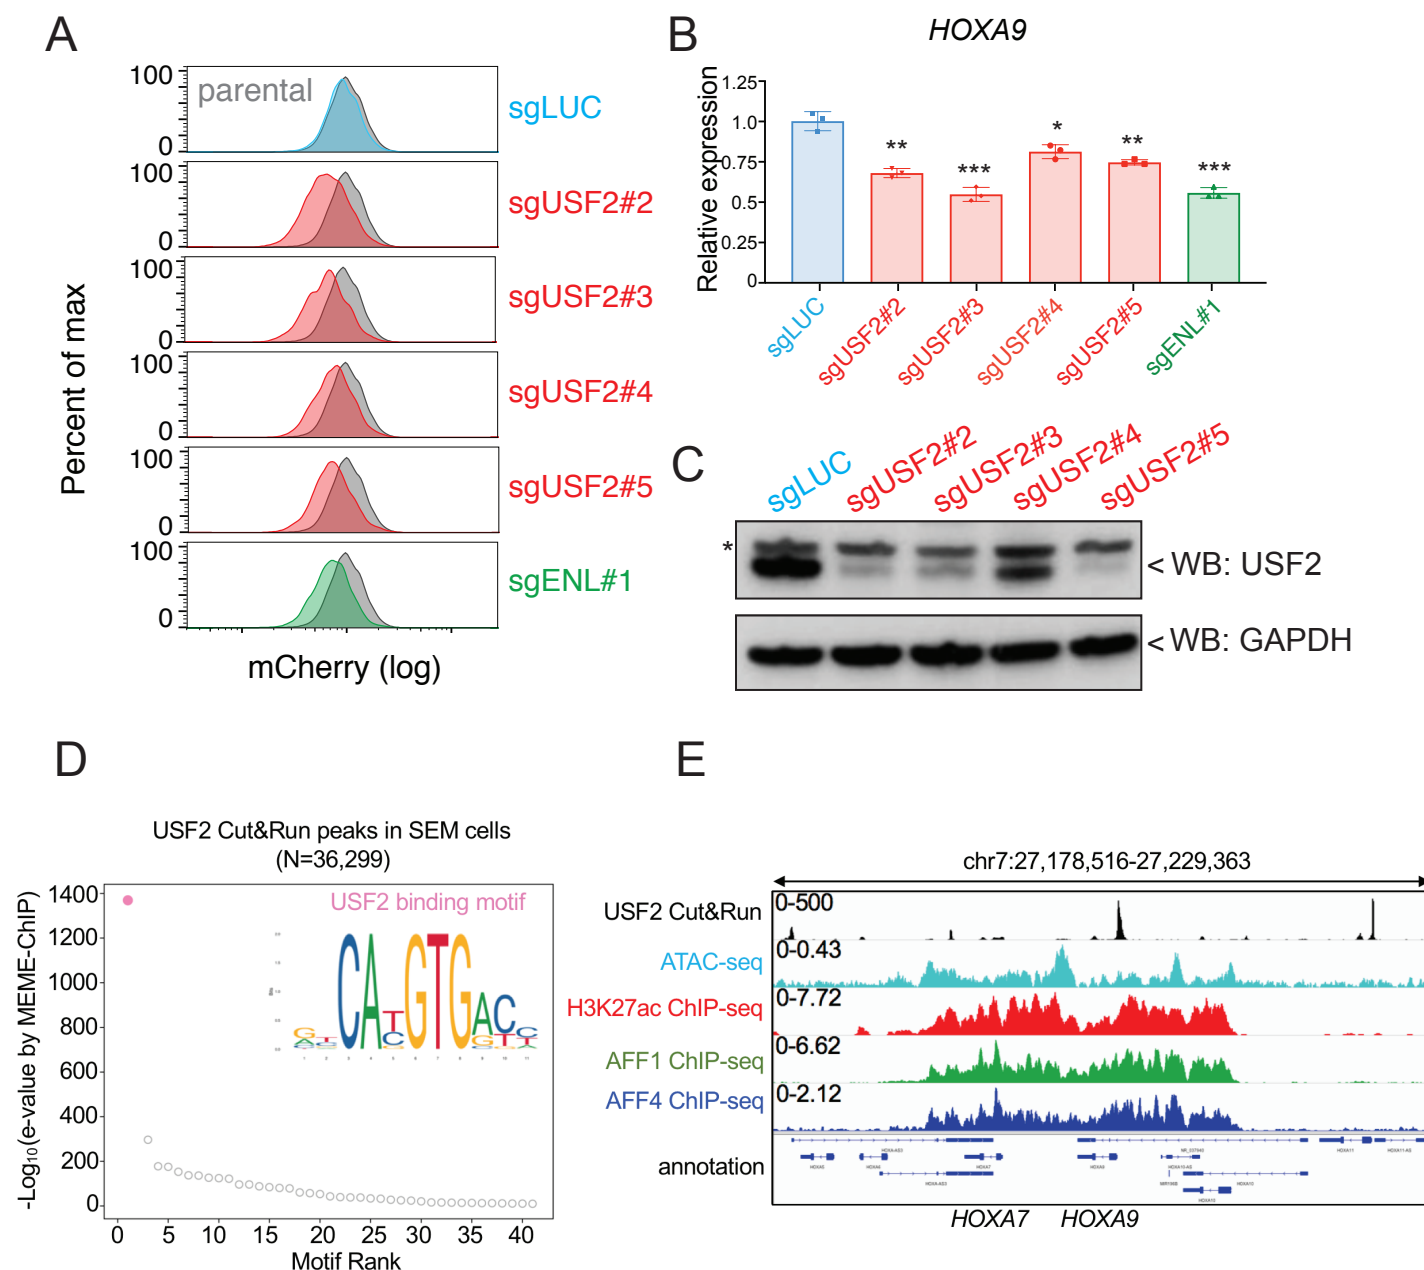 A
100
0
parental
sgLUC
100
0
sgUSF2#2
100
0
sgUSF2#3
100
0
sgUSF2#4
100
0
sgUSF2#5
100
0
sgENL#1
Percent of max
mCherry (log)
B
HOXA9
Relative expression
1.25
1.0
0.75
0.5
0.25
0
**
***
*
**
***
sgLUC
sgUSF2#2
sgUSF2#3
sgUSF2#4
sgUSF2#5
sgENL#1
C
sgLUC
sgUSF2#2
sgUSF2#3
sgUSF2#4
sgUSF2#5
*
< WB: USF2
< WB: GAPDH
D
USF2 Cut&Run peaks in SEM cells
(N=36,299)
-Log10(e-value by MEME-ChIP)
1400
1200
1000
800
600
400
200
0
USF2 binding motif
0 5 10 15 20 25 30 35 40
Motif Rank
E
chr7:27,178,516-27,229,363
USF2 Cut&Run
0-500
ATAC-seq
0-0.43
H3K27ac ChIP-seq
0-7.72
AFF1 ChIP-seq
0-6.62
AFF4 ChIP-seq
0-2.12
annotation
HOXA7 HOXA9